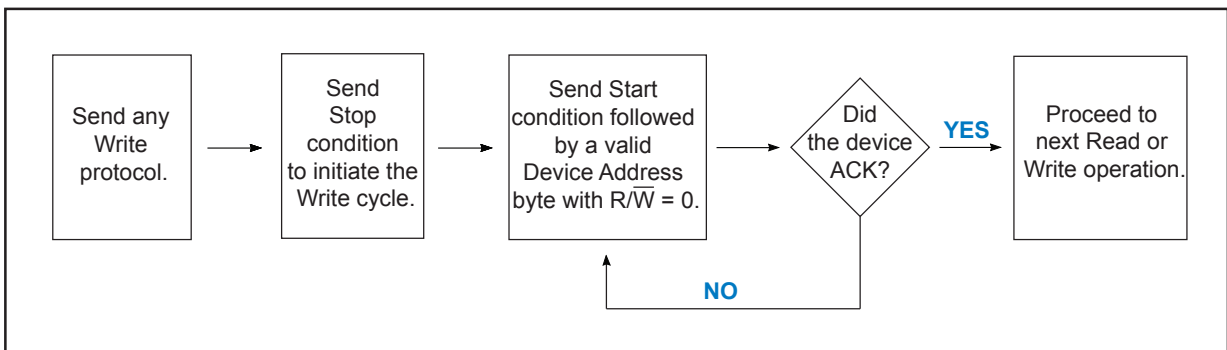 Send any
Write
protocol.
Send
Stop
condition
to initiate the
Write cycle.
Send Start
condition followed
by a valid
Device Address
byte with R/W̅ = 0.
Did
the device
ACK?
YES
Proceed to
next Read or
Write operation.
NO